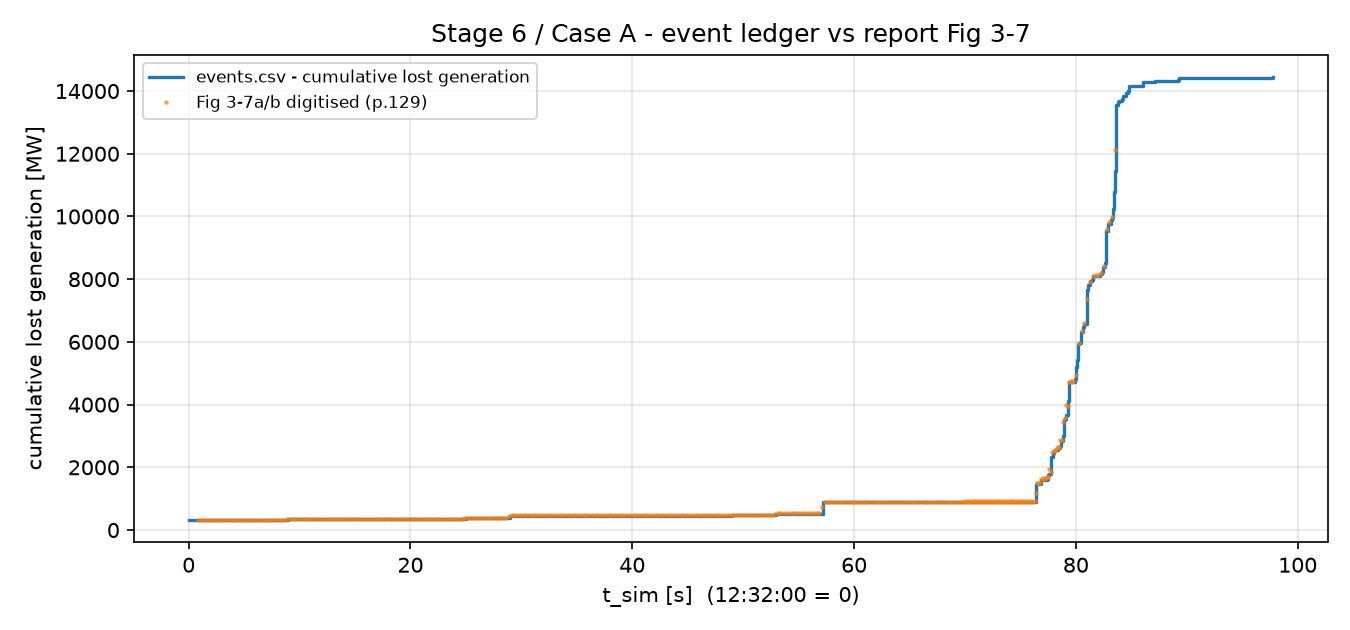 Stage 6 / Case A - event ledger vs report Fig 3-7
events.csv - cumulative lost generation
Fig 3-7a/b digitised (p.129)
cumulative lost generation [MW]
14000
12000
10000
8000
6000
4000
2000
0
0 20 40 60 80 100
t_sim [s]  (12:32:00 = 0)